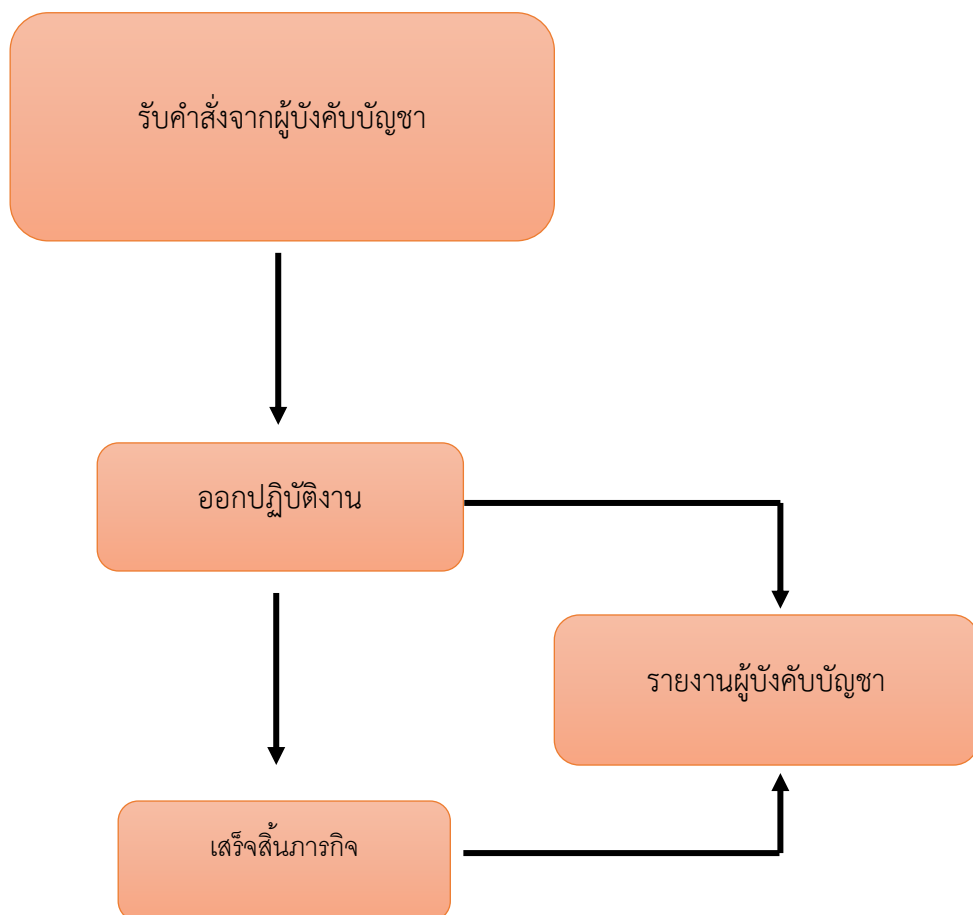 รับคำสั่งจากผู้บังคับบัญชา
ออกปฏิบัติงาน
รายงานผู้บังคับบัญชา
เสร็จสิ้นภารกิจ